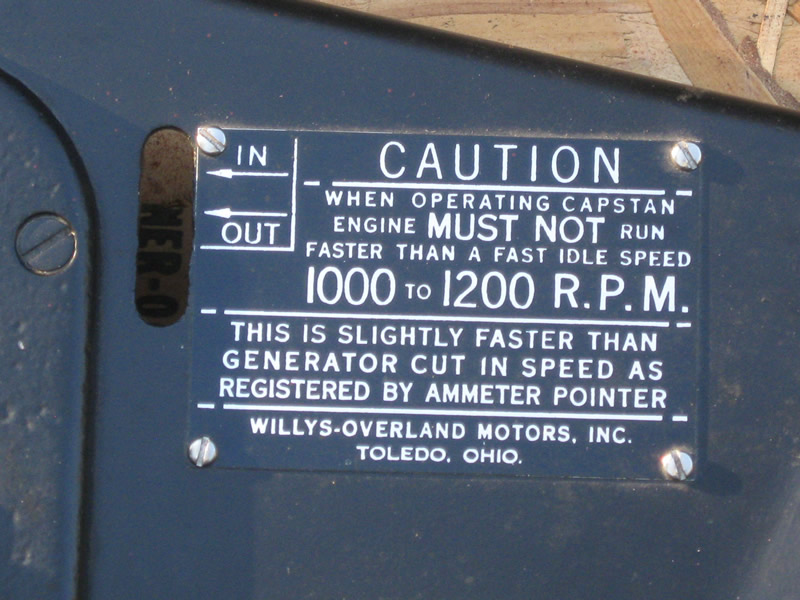 IN
OUT
CAUTION
WHEN OPERATING CAPSTAN
ENGINE MUST NOT RUN
FASTER THAN A FAST IDLE SPEED
1000 TO 1200 R.P.M.
THIS IS SLIGHTLY FASTER THAN
GENERATOR CUT IN SPEED AS
REGISTERED BY AMMETER POINTER
WILLYS-OVERLAND MOTORS, INC.
TOLEDO, OHIO.